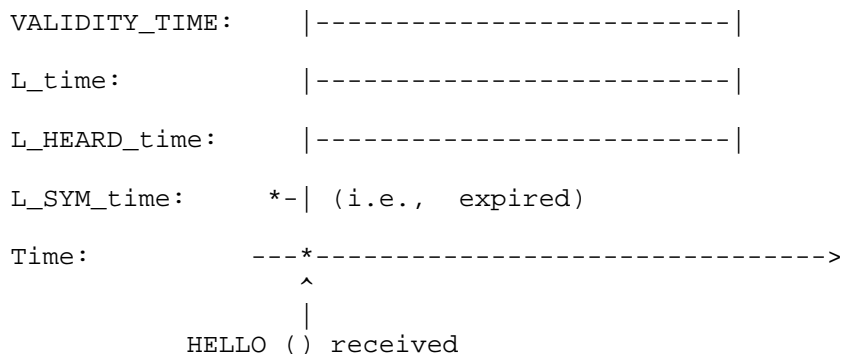 VALIDITY_TIME:    |--------------------------|
L_time:           |--------------------------|
L_HEARD_time:     |--------------------------|
L_SYM_time:     *-| (i.e.,  expired)
Time:          ---*-------------------------------->
^
|
HELLO () received